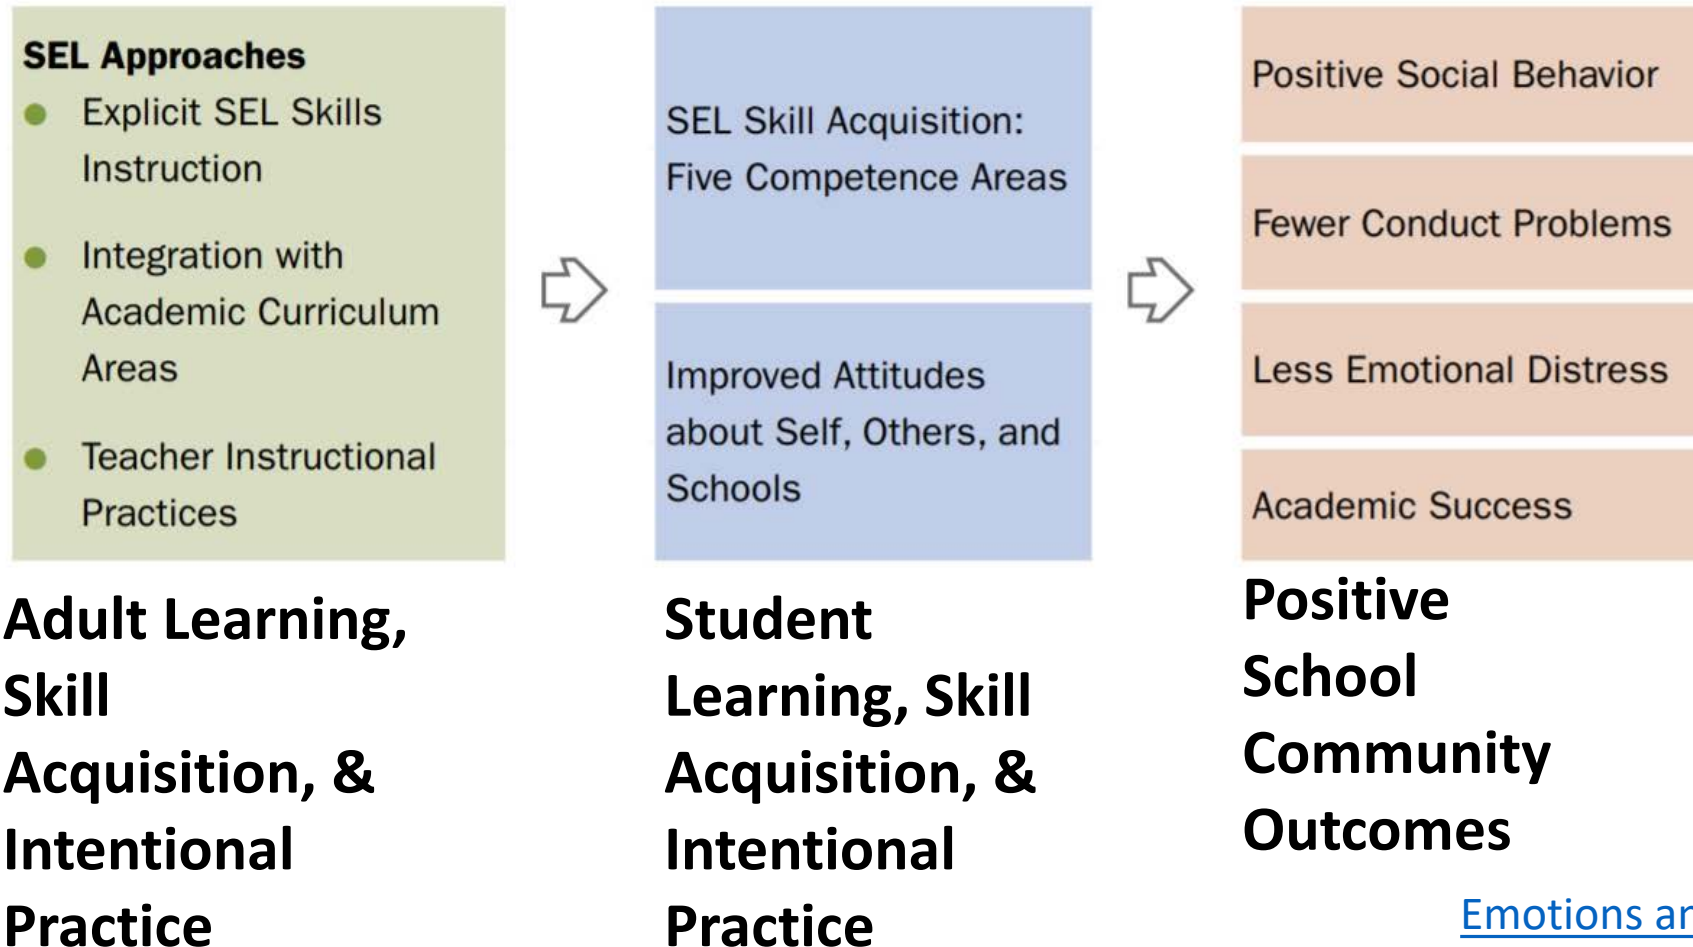 SEL Approaches
Explicit SEL Skills
Instruction
Integration with
Academic Curriculum
Areas
Teacher Instructional
Practices
SEL Skill Acquisition:
Five Competence Areas
Improved Attitudes
about Self, Others, and
Schools
Positive Social Behavior
Fewer Conduct Problems
Less Emotional Distress
Academic Success
Adult Learning,
Skill
Acquisition, &
Intentional
Practice
Student
Learning, Skill
Acquisition, &
Intentional
Practice
Positive
School
Community
Outcomes
Emotions